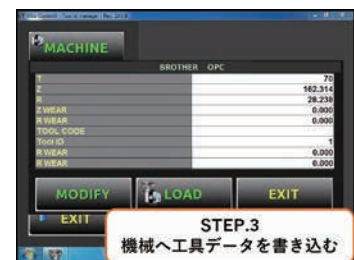 MACHINE
BROTHER OPC
T 70
Z 162.314
R 26.238
Z WEAR 0.000
R WEAR 0.000
TOOL CODE
Tool ID 1
R WEAR 0.000
R WEAR 0.000
MODIFY LOAD EXIT
EXIT
STEP.3
機械へ工具データを書き込む